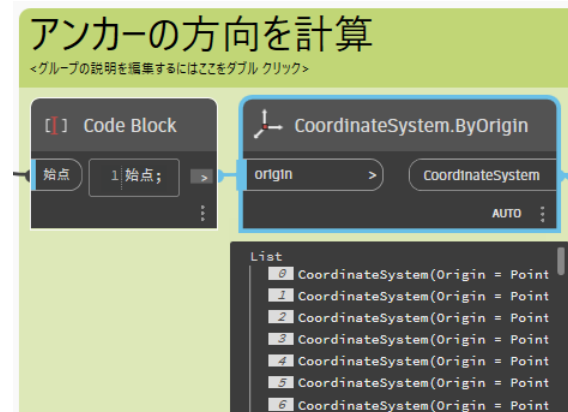 アンカーの方向を計算
<グループの説明を編集するにはここをダブル クリック>
[I] Code Block
始点
1 始点;
>
CoordinateSystem.ByOrigin
origin >
CoordinateSystem
AUTO
List
0 CoordinateSystem(Origin = Point
1 CoordinateSystem(Origin = Point
2 CoordinateSystem(Origin = Point
3 CoordinateSystem(Origin = Point
4 CoordinateSystem(Origin = Point
5 CoordinateSystem(Origin = Point
6 CoordinateSystem(Origin = Point